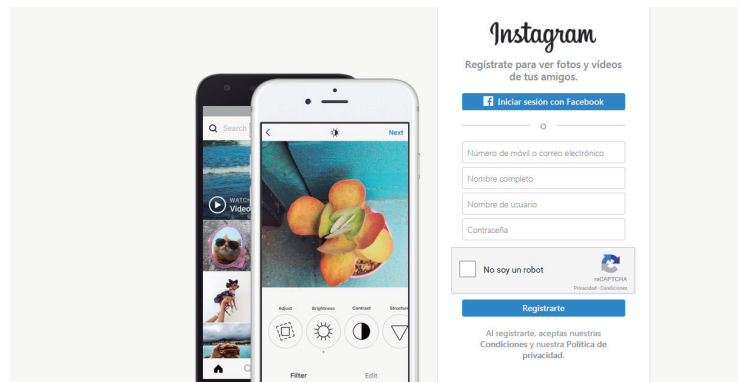 Instagram
Regístrate para ver fotos y vídeos
de tus amigos.
Iniciar sesión con Facebook
O
Número de móvil o correo electrónico
Nombre completo
Nombre de usuario
Contraseña
No soy un robot
reCAPTCHA
Privacidad - Condiciones
Registrarte
Al registrarte, aceptas nuestras
Condiciones y nuestra Política de
privacidad.
Search
WATCH
Video
Next
Adjust Brightness Contrast Structure
Filter Edit